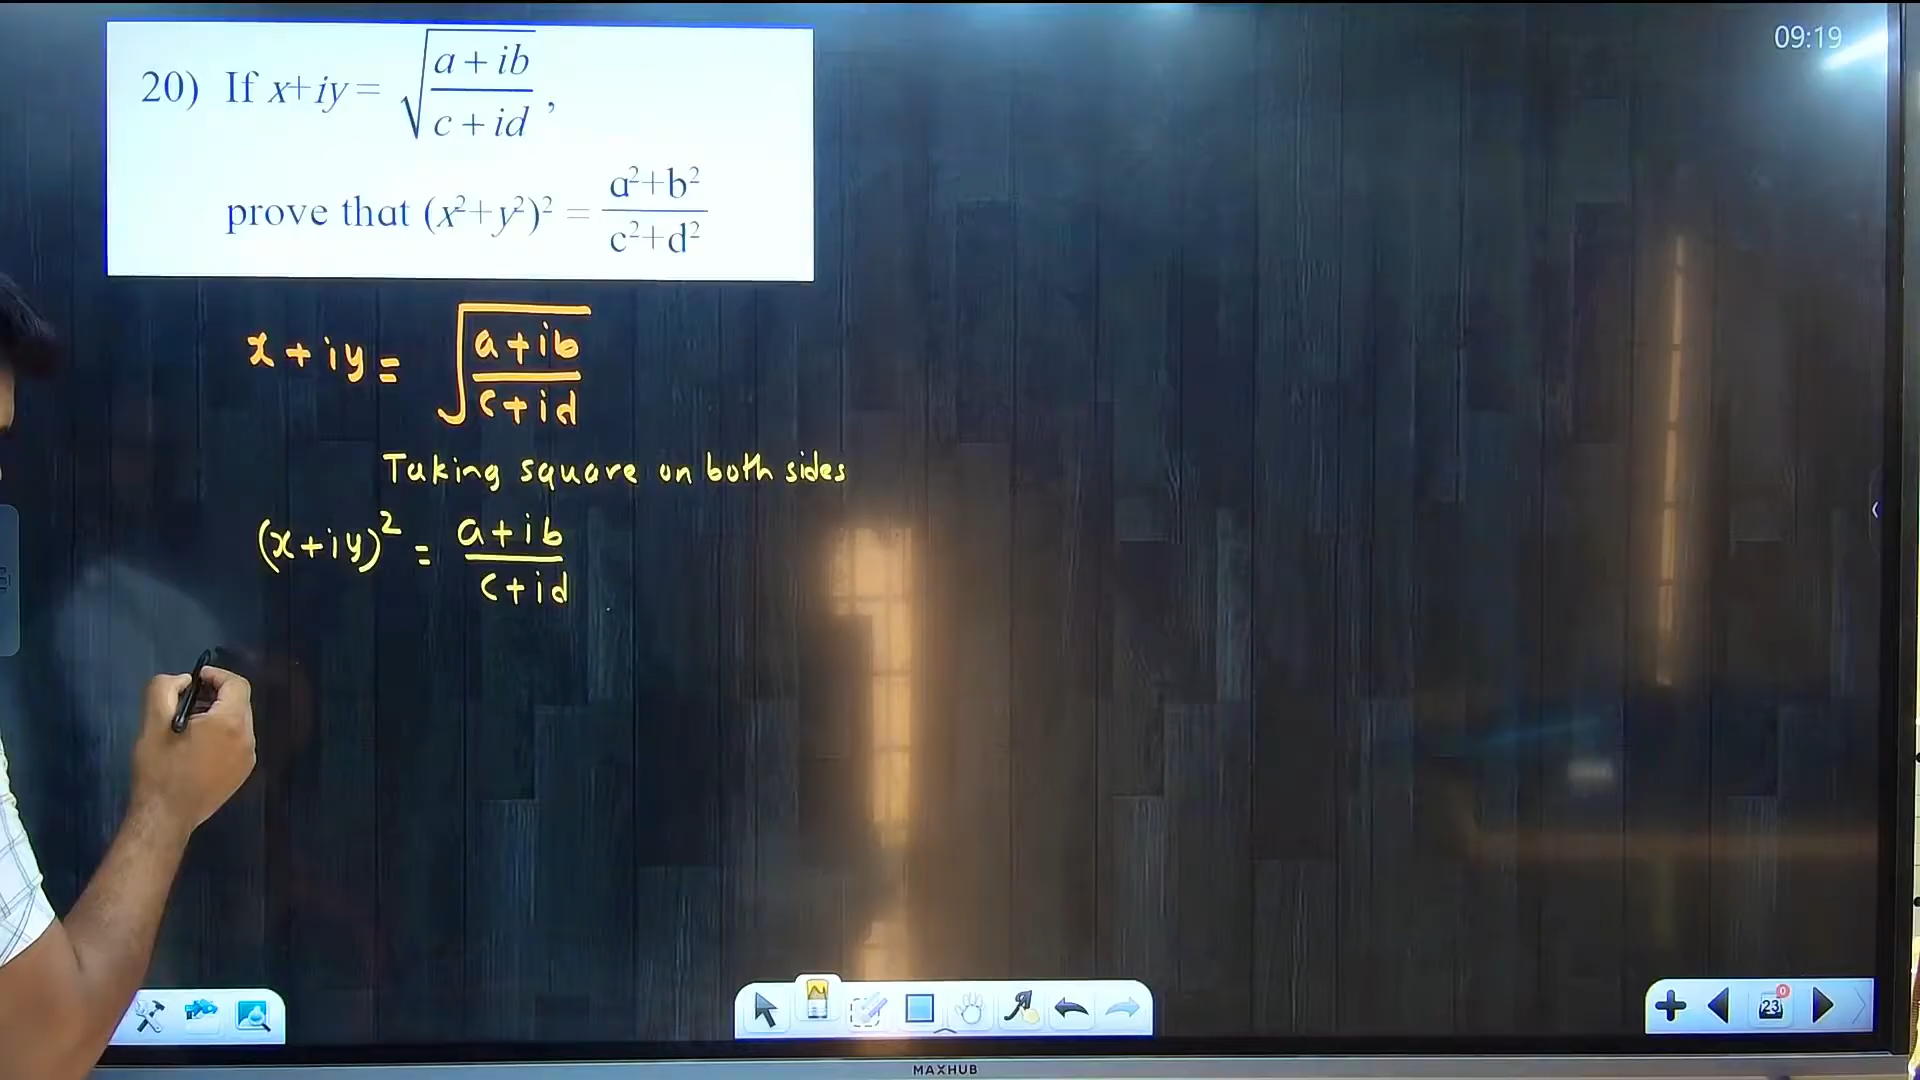 09:19
20) If x+iy = √(a+ib / c+id),
prove that (x²+y²)² = a²+b² / c²+d²
x + iy = √(a+ib / c+id)
Taking square on both sides
(x+iy)² = a+ib / c+id
23
0
MAXHUB